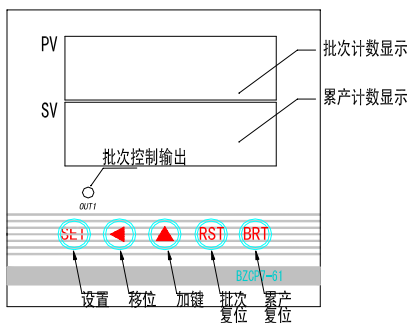 PV
批次计数显示
SV
累产计数显示
批次控制输出
OUT1
SET RST BRT
BZCP7-61
设置 移位 加键 批次复位 累产复位